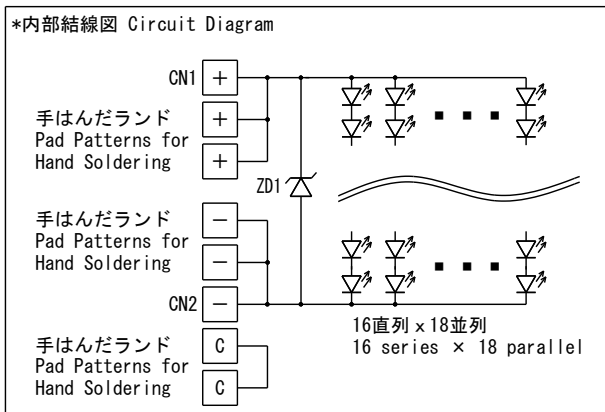 *内部結線図 Circuit Diagram
CN1 +
手はんだランド
Pad Patterns for
Hand Soldering
+
+
ZD1
手はんだランド
Pad Patterns for
Hand Soldering
−
−
CN2 −
16直列 x 18並列
16 series × 18 parallel
手はんだランド
Pad Patterns for
Hand Soldering
C
C